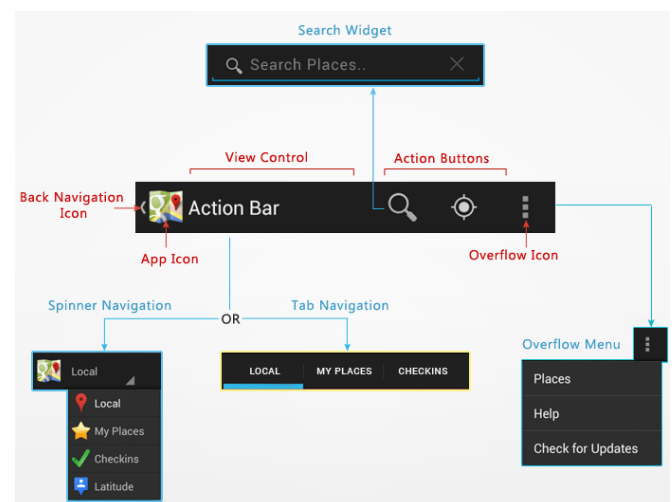 Search Widget
Search Places..
View Control
Action Buttons
Back Navigation
Icon
Action Bar
App Icon
Overflow Icon
Spinner Navigation
OR
Tab Navigation
Local
Local
My Places
Checkins
Latitude
LOCAL
MY PLACES
CHECKINS
Overflow Menu
Places
Help
Check for Updates